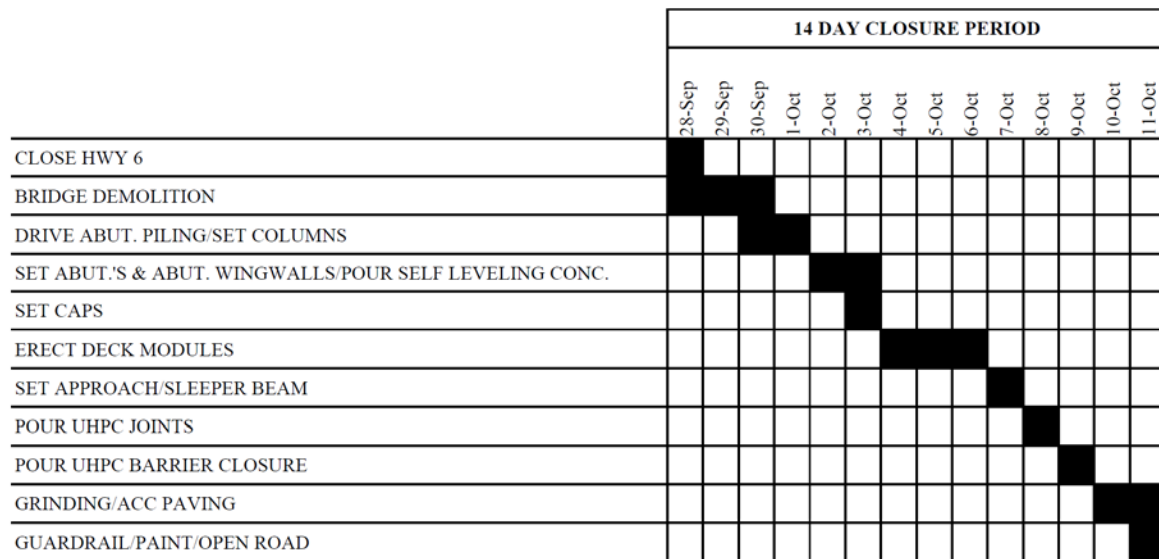 14 DAY CLOSURE PERIOD
28-Sep
29-Sep
30-Sep
1-Oct
2-Oct
3-Oct
4-Oct
5-Oct
6-Oct
7-Oct
8-Oct
9-Oct
10-Oct
11-Oct
CLOSE HWY 6
BRIDGE DEMOLITION
DRIVE ABUT. PILING/SET COLUMNS
SET ABUT.'S & ABUT. WINGWALLS/POUR SELF LEVELING CONC.
SET CAPS
ERECT DECK MODULES
SET APPROACH/SLEEPER BEAM
POUR UHPC JOINTS
POUR UHPC BARRIER CLOSURE
GRINDING/ACC PAVING
GUARDRAIL/PAINT/OPEN ROAD